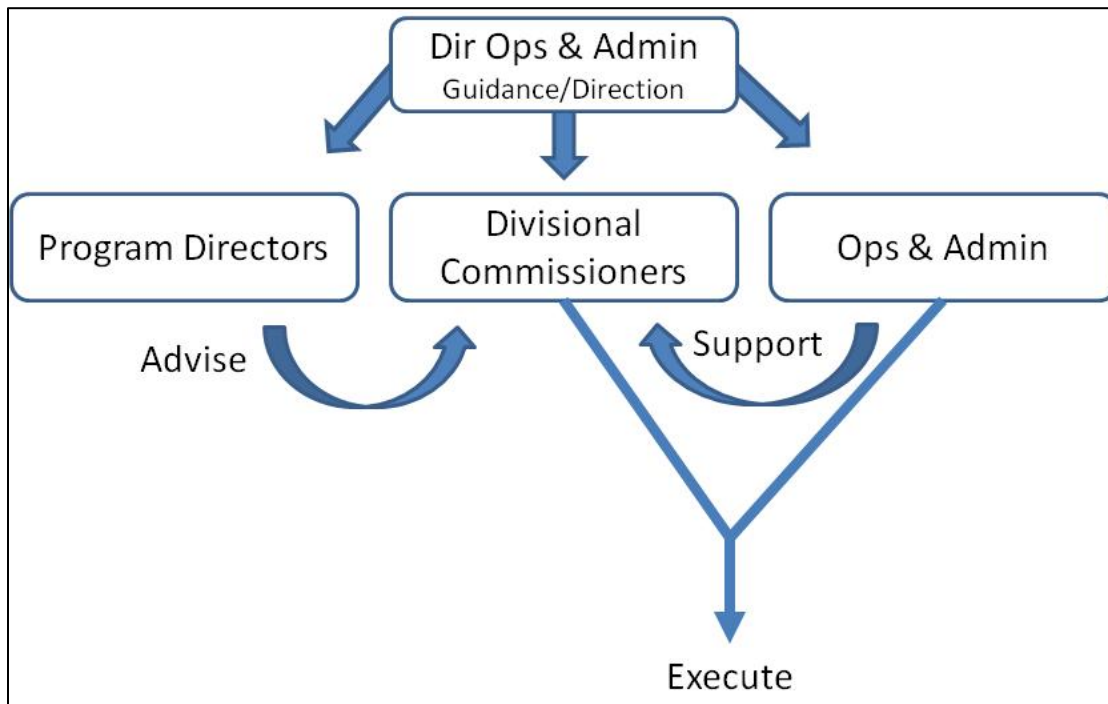 Dir Ops & Admin
Guidance/Direction
Program Directors
Divisional
Commissioners
Ops & Admin
Advise
Support
Execute